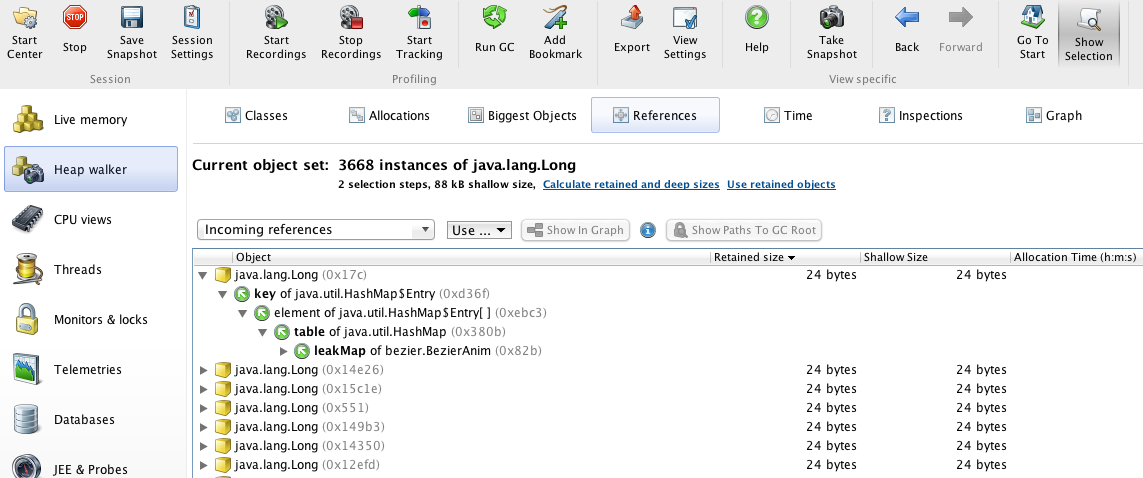 Start Center
Stop
Save Snapshot
Session Settings
Start Recordings
Stop Recordings
Start Tracking
Run GC
Add Bookmark
Export
View Settings
Help
Take Snapshot
Back
Forward
Go To Start
Show Selection
Session
Profiling
View specific
Live memory
Heap walker
CPU views
Threads
Monitors & locks
Telemetries
Databases
JEE & Probes
Classes
Allocations
Biggest Objects
References
Time
Inspections
Graph
Current object set: 3668 instances of java.lang.Long
2 selection steps, 88 kB shallow size, Calculate retained and deep sizes Use retained objects
Incoming references
Use ...
Show In Graph
Show Paths To GC Root
Object Retained size Shallow Size Allocation Time (h:m:s)
java.lang.Long (0x17c) 24 bytes 24 bytes
key of java.util.HashMap$Entry (0xd36f)
element of java.util.HashMap$Entry[ ] (0xebc3)
table of java.util.HashMap (0x380b)
leakMap of bezier.BezierAnim (0x82b)
java.lang.Long (0x14e26) 24 bytes 24 bytes
java.lang.Long (0x15c1e) 24 bytes 24 bytes
java.lang.Long (0x551) 24 bytes 24 bytes
java.lang.Long (0x149b3) 24 bytes 24 bytes
java.lang.Long (0x14350) 24 bytes 24 bytes
java.lang.Long (0x12efd) 24 bytes 24 bytes